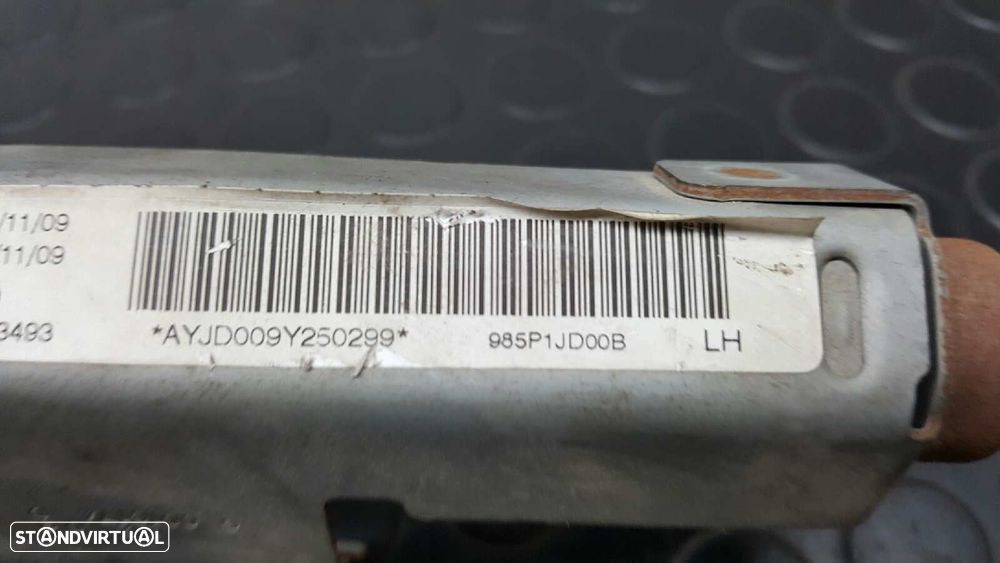 /11/09
/11/09
3493
*AYJD009Y250299*
985P1JD00B
LH
STANDVIRTUAL